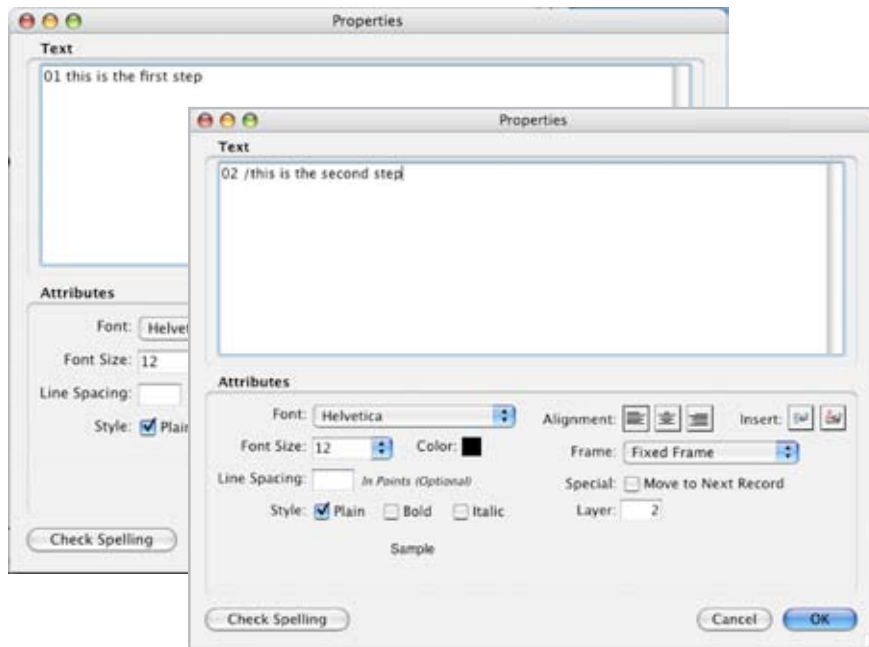 Properties
Text
01 this is the first step
Attributes
Font: Helvet
Font Size: 12
Line Spacing:
Style: Plain
Check Spelling
Properties
Text
02 /this is the second step
Attributes
Font: Helvetica
Alignment: Insert:
Font Size: 12 Color:
Frame: Fixed Frame
Line Spacing: In Points (Optional)
Special: Move to Next Record
Style: Plain Bold Italic
Layer: 2
Sample
Check Spelling Cancel OK